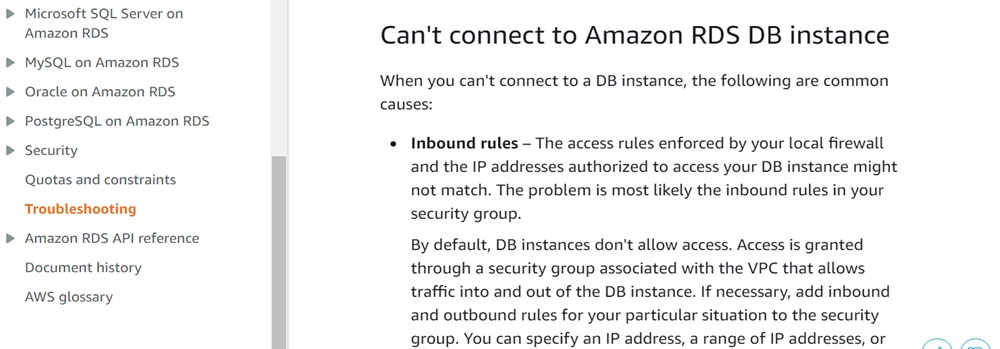 Microsoft SQL Server on
Amazon RDS
MySQL on Amazon RDS
Oracle on Amazon RDS
PostgreSQL on Amazon RDS
Security
Quotas and constraints
Troubleshooting
Amazon RDS API reference
Document history
AWS glossary
Can't connect to Amazon RDS DB instance
When you can't connect to a DB instance, the following are common
causes:
• Inbound rules – The access rules enforced by your local firewall
and the IP addresses authorized to access your DB instance might
not match. The problem is most likely the inbound rules in your
security group.
By default, DB instances don't allow access. Access is granted
through a security group associated with the VPC that allows
traffic into and out of the DB instance. If necessary, add inbound
and outbound rules for your particular situation to the security
group. You can specify an IP address, a range of IP addresses, or